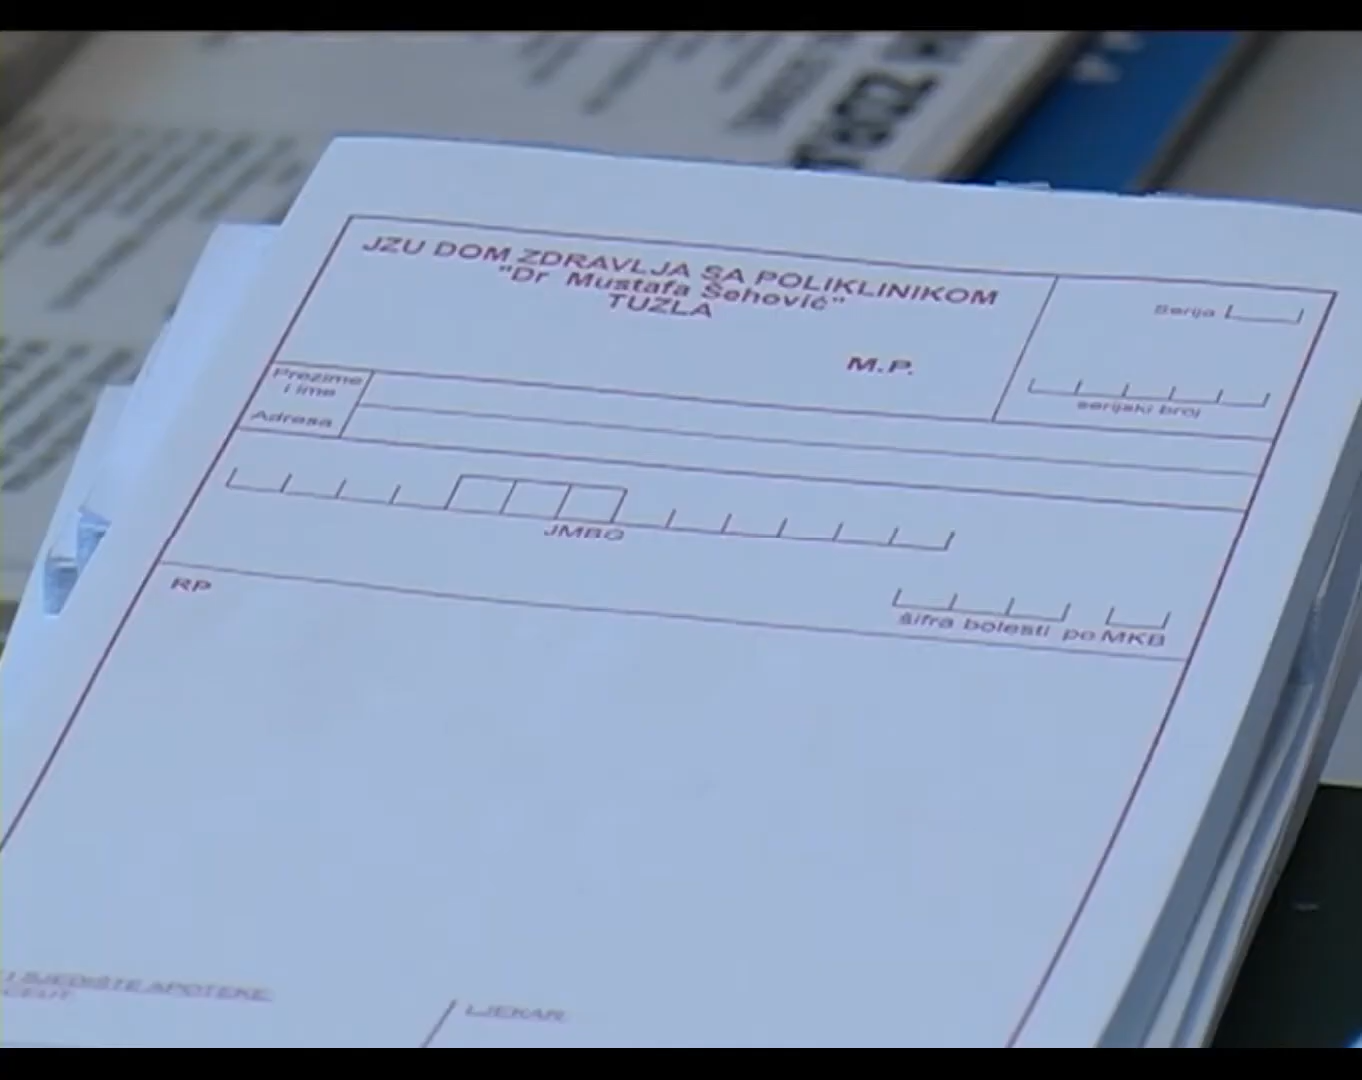 JZU DOM ZDRAVLJA SA POLIKLINIKOM
"Dr Mustafa Šehović"
TUZLA
M.P.
Serija
serijski broj
Prezime
i ime
Adresa
JMBG
RP
šifra bolesti po MKB
I SJEDIŠTE APOTEKE
LJEKAR